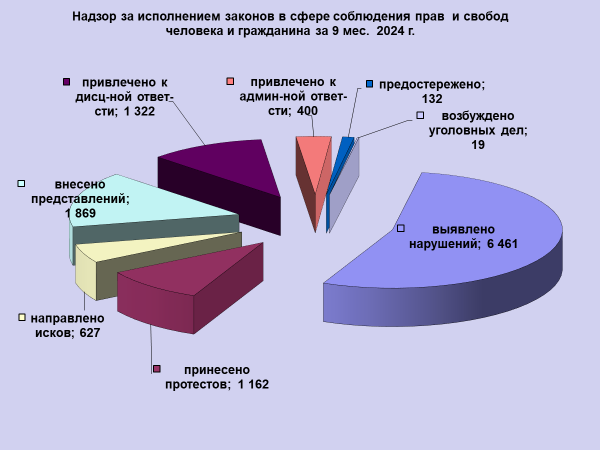 Надзор за исполнением законов в сфере соблюдения прав и свобод
человека и гражданина за 9 мес. 2024 г.
привлечено к
дисц-ной ответ-
сти; 1 322
привлечено к
админ-ной ответ-
сти; 400
предостережено;
132
возбуждено
уголовных дел;
19
внесено
представлений;
1 869
выявлено
нарушений; 6 461
направлено
исков; 627
принесено
протестов; 1 162